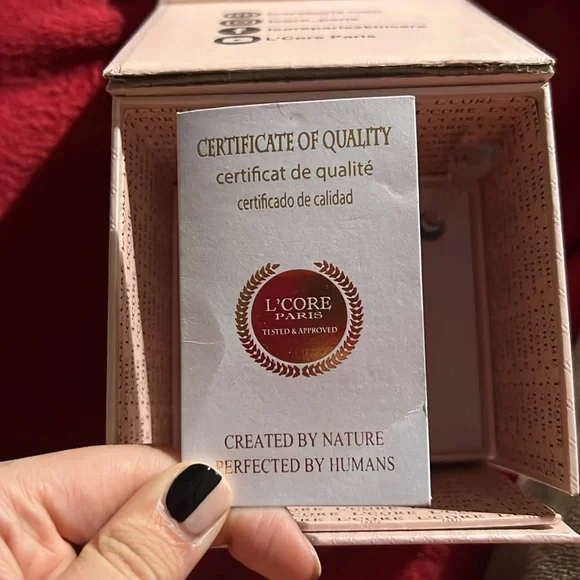 lcoreparisskincare
L'Core Paris
CERTIFICATE OF QUALITY
certificat de qualité
certificado de calidad
L'CORE
PARIS
TESTED & APPROVED
CREATED BY NATURE
PERFECTED BY HUMANS